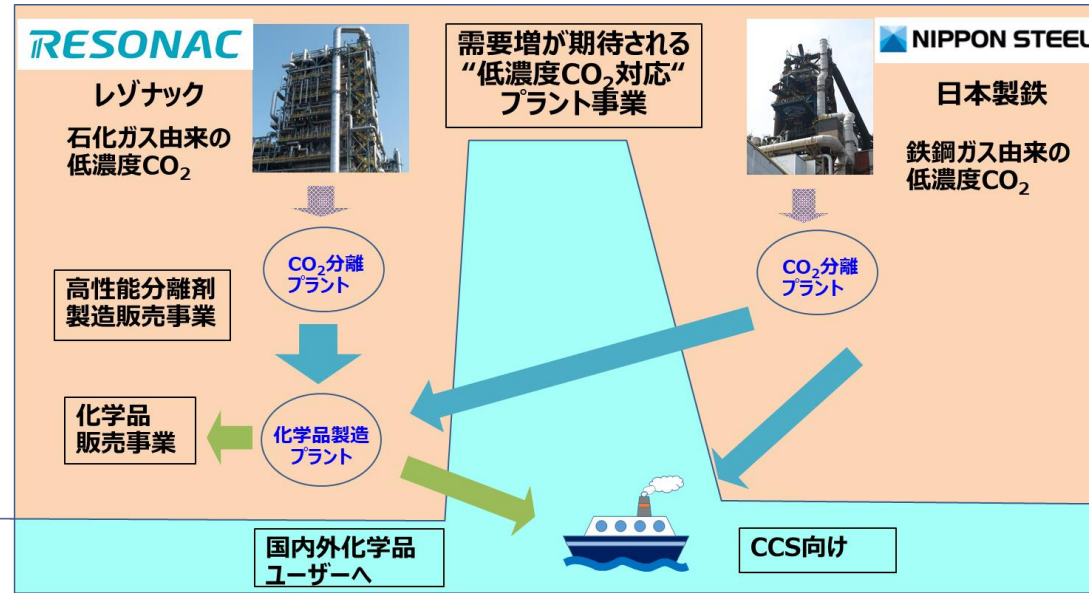 RESONAC
レゾナック
石化ガス由来の
低濃度CO₂
需要増が期待される
“低濃度CO₂対応“
プラント事業
NIPPON STEEL
日本製鉄
鉄鋼ガス由来の
低濃度CO₂
CO₂分離
プラント
CO₂分離
プラント
高性能分離剤
製造販売事業
化学品
販売事業
化学品製造
プラント
国内外化学品
ユーザーへ
CCS向け